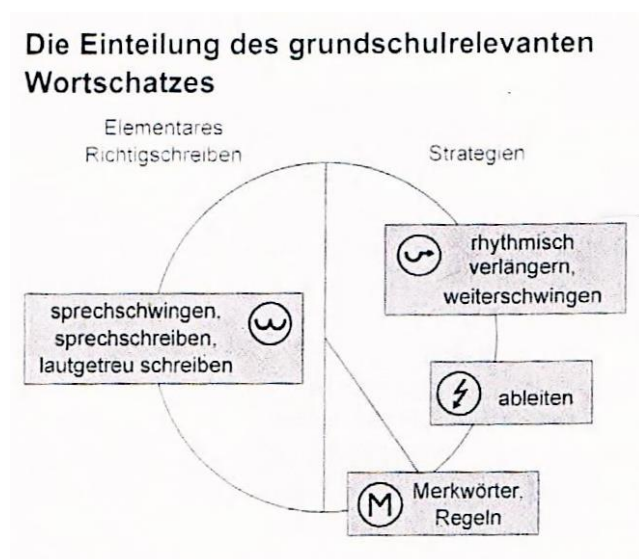 Die Einteilung des grundschulrelevanten
Wortschatzes
Elementares
Richtigschreiben
Strategien
rhythmisch
verlängern,
weiterschwingen
sprechschwingen,
sprechschreiben,
lautgetreu schreiben
ableiten
M
Merkwörter,
Regeln